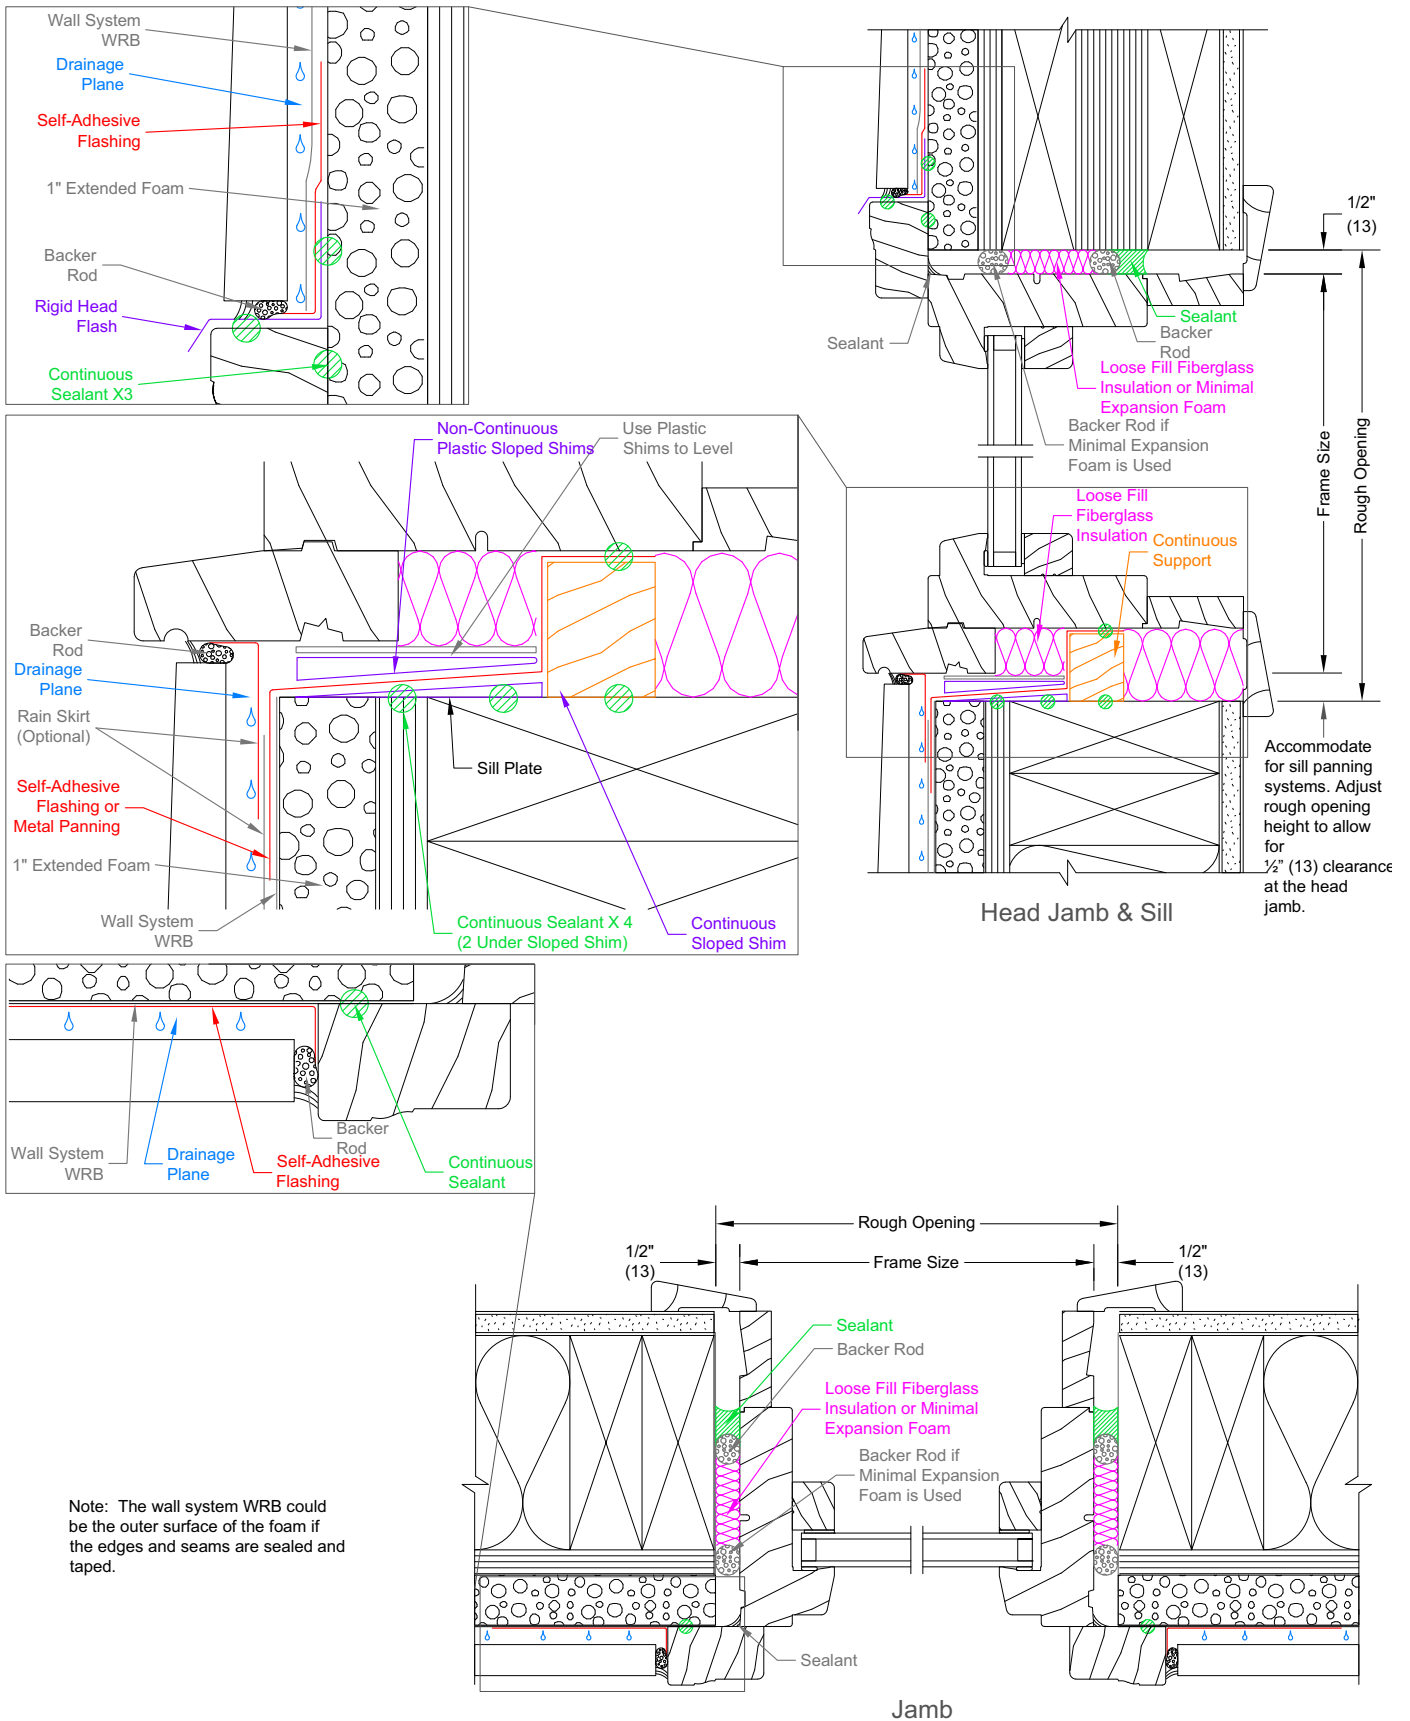 Wall System
WRB
Drainage
Plane
Self-Adhesive
Flashing
1" Extended Foam
Backer
Rod
Rigid Head
Flash
Continuous
Sealant X3
1/2"
(13)
Sealant
Sealant
Backer
Rod
Loose Fill Fiberglass
Insulation or Minimal
Expansion Foam
Backer Rod if
Minimal Expansion
Foam is Used
Frame Size
Rough Opening
Loose Fill
Fiberglass
Insulation
Continuous
Support
Accommodate
for sill panning
systems. Adjust
rough opening
height to allow
for
½" (13) clearance
at the head
jamb.
Head Jamb & Sill
Non-Continuous
Plastic Sloped Shims
Use Plastic
Shims to Level
Backer
Rod
Drainage
Plane
Rain Skirt
(Optional)
Sill Plate
Self-Adhesive
Flashing or
Metal Panning
1" Extended Foam
Wall System
WRB
Continuous Sealant X 4
(2 Under Sloped Shim)
Continuous
Sloped Shim
Wall System
WRB
Drainage
Plane
Self-Adhesive
Flashing
Backer
Rod
Continuous
Sealant
Rough Opening
1/2"
(13)
Frame Size
1/2"
(13)
Sealant
Backer Rod
Loose Fill Fiberglass
Insulation or Minimal
Expansion Foam
Backer Rod if
Minimal Expansion
Foam is Used
Note: The wall system WRB could
be the outer surface of the foam if
the edges and seams are sealed and
taped.
Sealant
Jamb